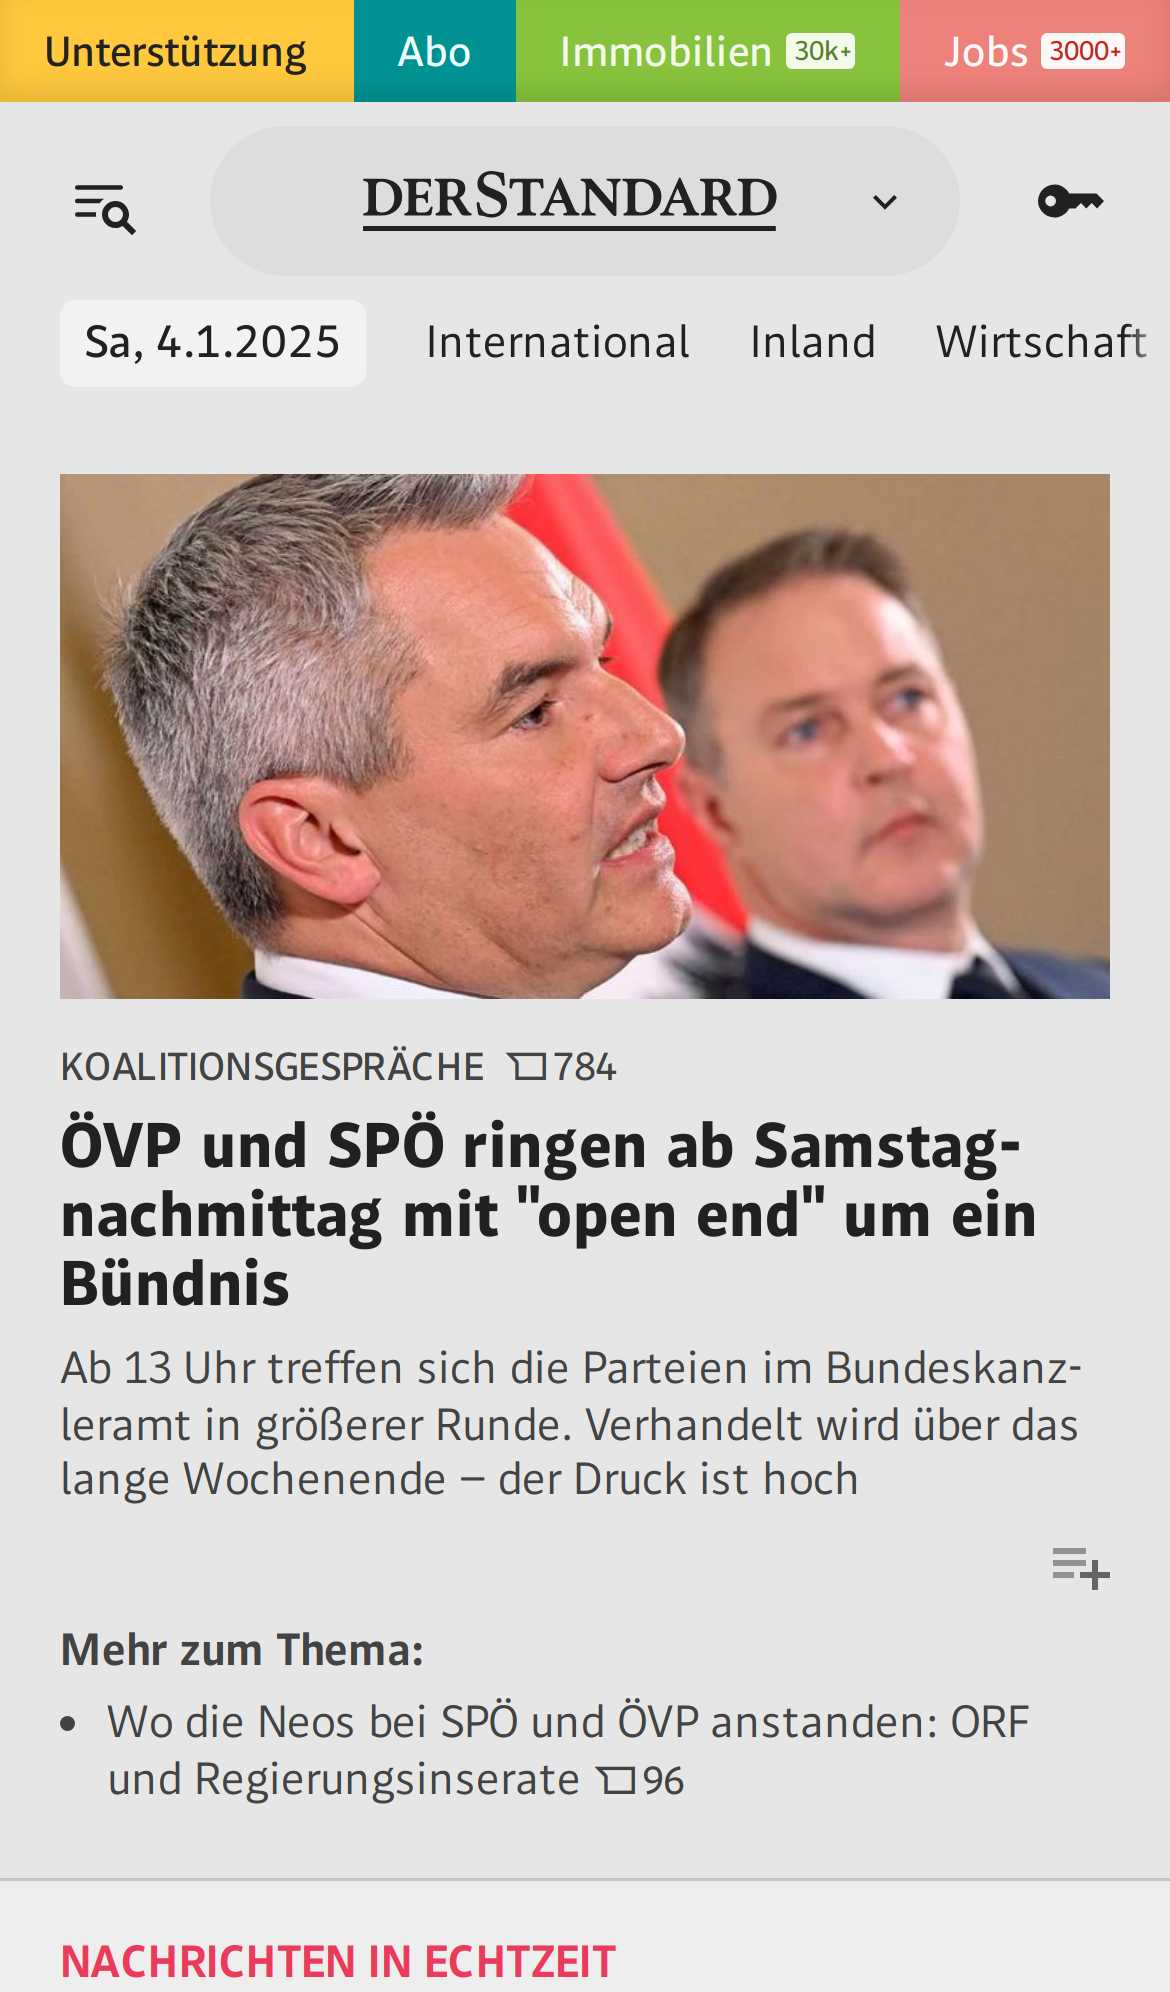 Unterstützung Abo Immobilien 30k+ Jobs 3000+
DERSTANDARD
Sa, 4.1.2025 International Inland Wirtschaft
KOALITIONSGESPRÄCHE 784
ÖVP und SPÖ ringen ab Samstag-
nachmittag mit "open end" um ein
Bündnis
Ab 13 Uhr treffen sich die Parteien im Bundeskanz-
leramt in größerer Runde. Verhandelt wird über das
lange Wochenende – der Druck ist hoch
Mehr zum Thema:
• Wo die Neos bei SPÖ und ÖVP anstanden: ORF
und Regierungsinserate 96
NACHRICHTEN IN ECHTZEIT